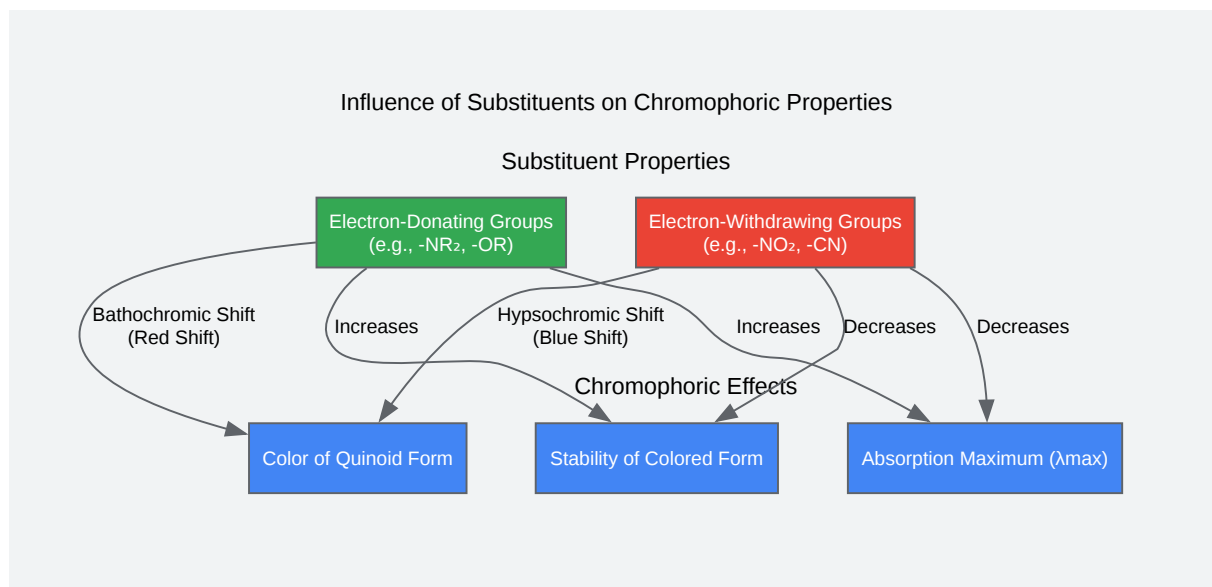 Influence of Substituents on Chromophoric Properties
Substituent Properties
Electron-Donating Groups
(e.g., -NR₂, -OR)
Electron-Withdrawing Groups
(e.g., -NO₂, -CN)
Bathochromic Shift
(Red Shift)
Increases
Hypsochromic Shift
(Blue Shift)
Increases
Decreases
Decreases
Chromophoric Effects
Color of Quinoid Form
Stability of Colored Form
Absorption Maximum (λmax)